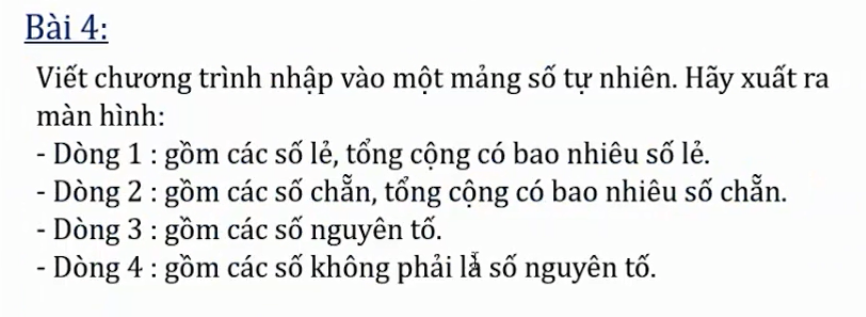 Bài 4:
Viết chương trình nhập vào một mảng số tự nhiên. Hãy xuất ra
màn hình:
- Dòng 1 : gồm các số lẻ, tổng cộng có bao nhiêu số lẻ.
- Dòng 2 : gồm các số chẵn, tổng cộng có bao nhiêu số chẵn.
- Dòng 3 : gồm các số nguyên tố.
- Dòng 4 : gồm các số không phải là số nguyên tố.